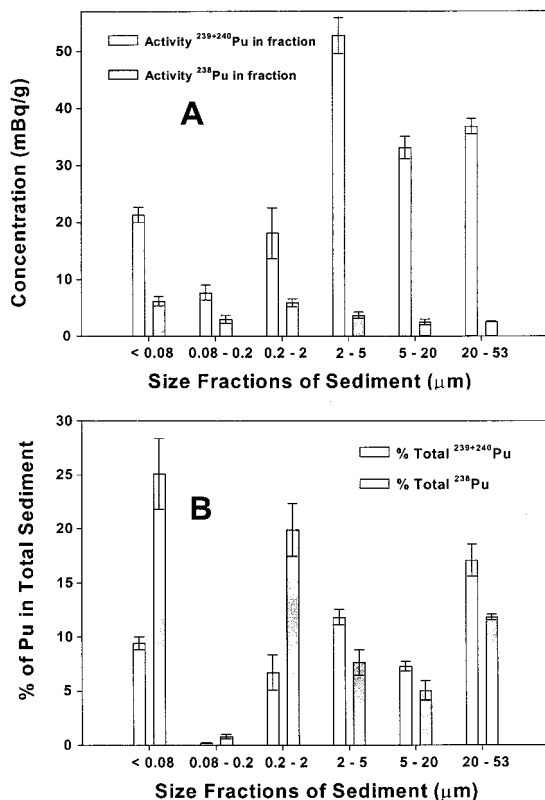 Activity ²³⁹⁺²⁴⁰Pu in fraction
Activity ²³⁸Pu in fraction
A
Concentration (mBq/g)
50
40
30
20
10
0
< 0.08
0.08 - 0.2
0.2 - 2
2 - 5
5 - 20
20 - 53
Size Fractions of Sediment (μm)
% Total ²³⁹⁺²⁴⁰Pu
% Total ²³⁸Pu
B
% of Pu in Total Sediment
30
25
20
15
10
5
0
< 0.08
0.08 - 0.2
0.2 - 2
2 - 5
5 - 20
20 - 53
Size Fractions of Sediment (μm)